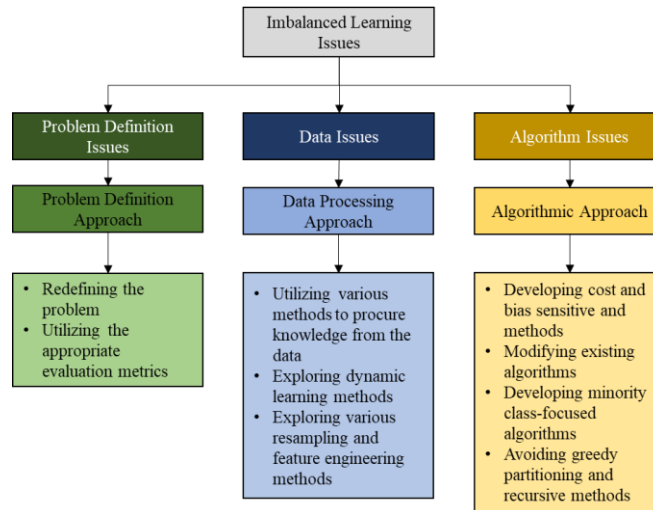 Imbalanced Learning
Issues
Problem Definition
Issues
Data Issues
Algorithm Issues
Problem Definition
Approach
Data Processing
Approach
Algorithmic Approach
• Redefining the
problem
• Utilizing the
appropriate
evaluation metrics
• Utilizing various
methods to procure
knowledge from the
data
• Exploring dynamic
learning methods
• Exploring various
resampling and
feature engineering
methods
• Developing cost and
bias sensitive and
methods
• Modifying existing
algorithms
• Developing minority
class-focused
algorithms
• Avoiding greedy
partitioning and
recursive methods